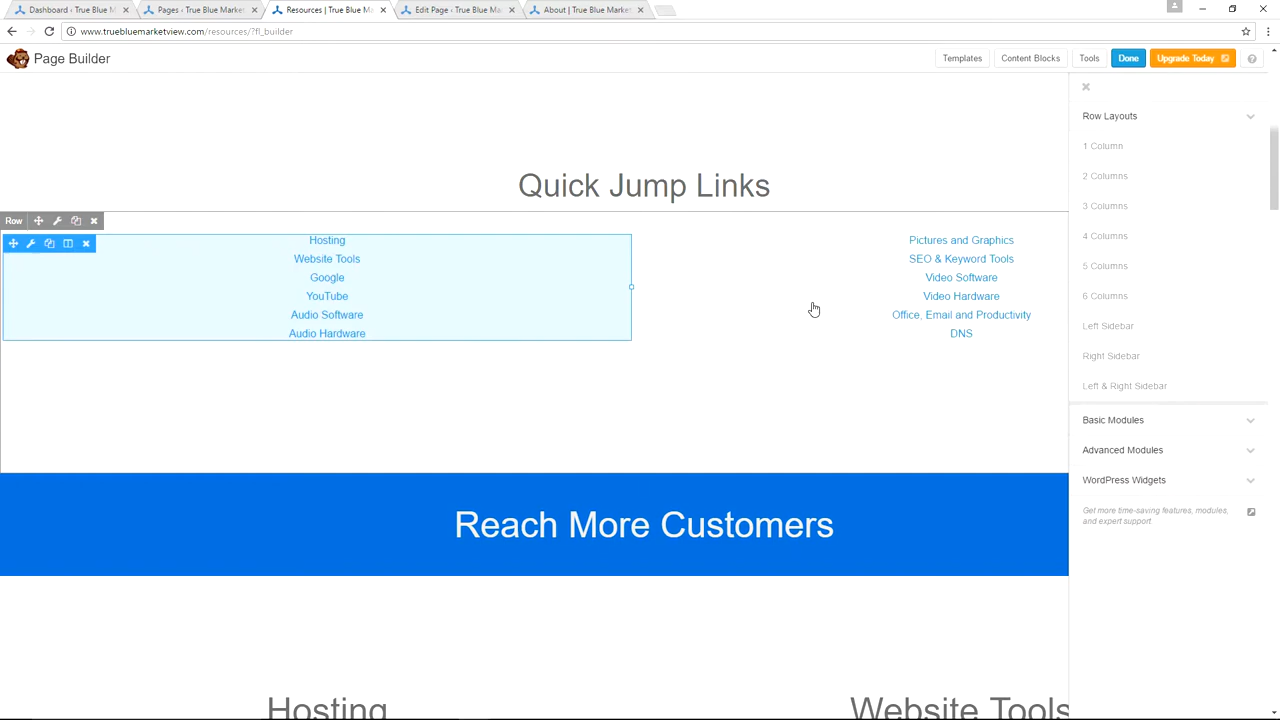 Dashboard ‹ True Blue M
Pages ‹ True Blue Market
Resources | True Blue Ma
Edit Page ‹ True Blue Ma
About | True Blue Market
www.truebluemarketview.com/resources/?fl_builder
Page Builder
Templates
Content Blocks
Tools
Done
Upgrade Today
Quick Jump Links
Row
Hosting
Website Tools
Google
YouTube
Audio Software
Audio Hardware
Pictures and Graphics
SEO & Keyword Tools
Video Software
Video Hardware
Office, Email and Productivity
DNS
Row Layouts
1 Column
2 Columns
3 Columns
4 Columns
5 Columns
6 Columns
Left Sidebar
Right Sidebar
Left & Right Sidebar
Basic Modules
Advanced Modules
WordPress Widgets
Get more time-saving features, modules,
and expert support
Reach More Customers
Hosting
Website Tools